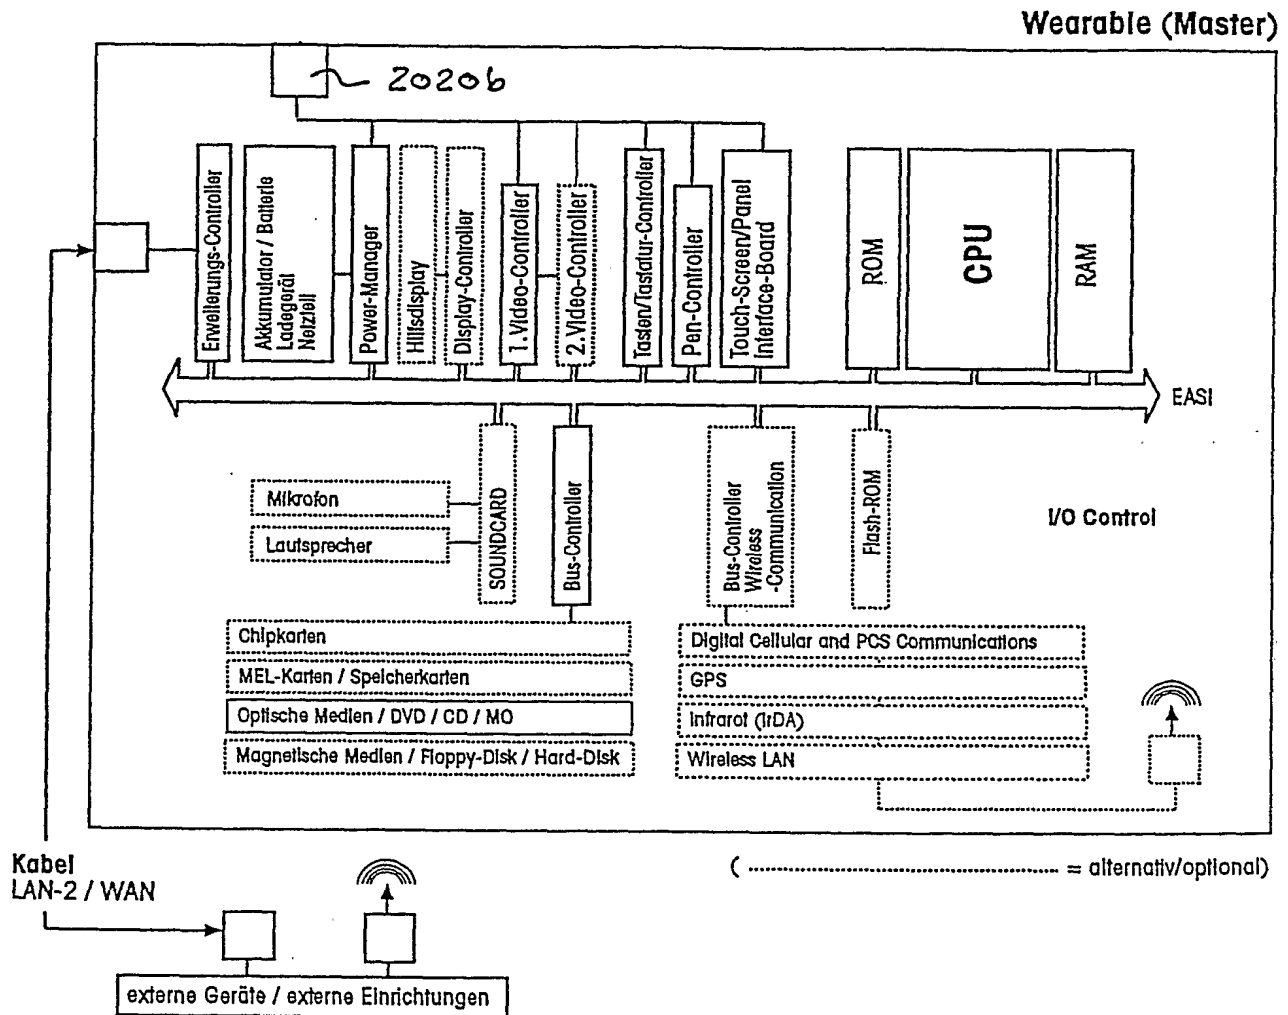 Wearable (Master)
20206
Erweiterungs-Controller
Akkumulator / Batterie
Ladegerät
Netzteil
Power-Manager
Hilfsdisplay
Display-Controller
1.Video-Controller
2.Video-Controller
Tasten/Tastatur-Controller
Pen-Controller
Touch-Screen/Panel
Interface-Board
ROM
CPU
RAM
EASI
Mikrofon
Lautsprecher
SOUNDCARD
Bus-Controller
Bus-Controller
Wireless
-Communication
Flash-ROM
I/O Control
Chipkarten
MEL-Karten / Speicherkarten
Optische Medien / DVD / CD / MO
Magnetische Medien / Floppy-Disk / Hard-Disk
Digital Cellular and PCS Communications
GPS
Infrarot (IrDA)
Wireless LAN
Kabel
LAN-2 / WAN
( ........................................ = alternativ/optional)
externe Geräte / externe Einrichtungen